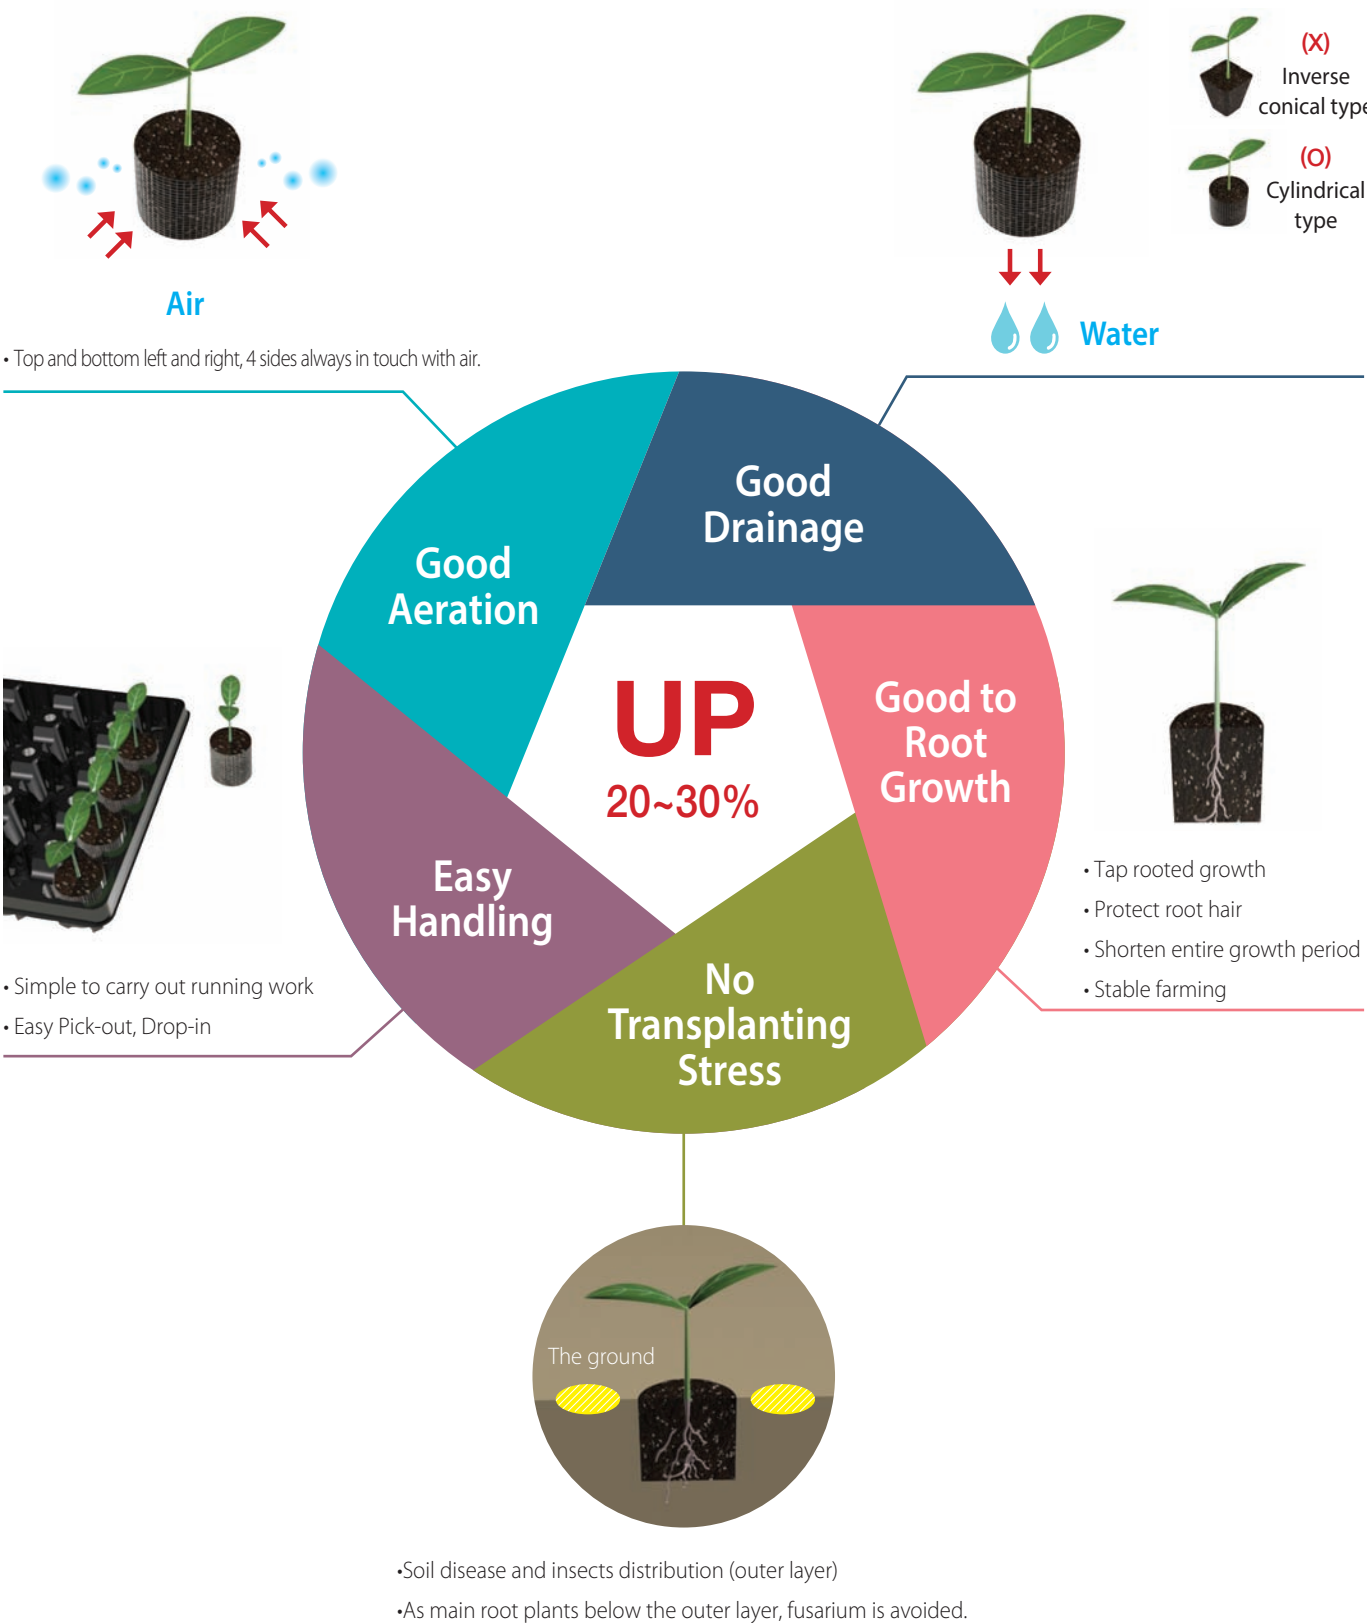 (X)
Inverse
conical type
(O)
Cylindrical
type
Air
• Top and bottom left and right, 4 sides always in touch with air.
Water
Good
Drainage
Good
Aeration
UP
20~30%
Good to
Root
Growth
Easy
Handling
No
Transplanting
Stress
• Tap rooted growth
• Protect root hair
• Shorten entire growth period
• Stable farming
• Simple to carry out running work
• Easy Pick-out, Drop-in
The ground
•Soil disease and insects distribution (outer layer)
•As main root plants below the outer layer, fusarium is avoided.